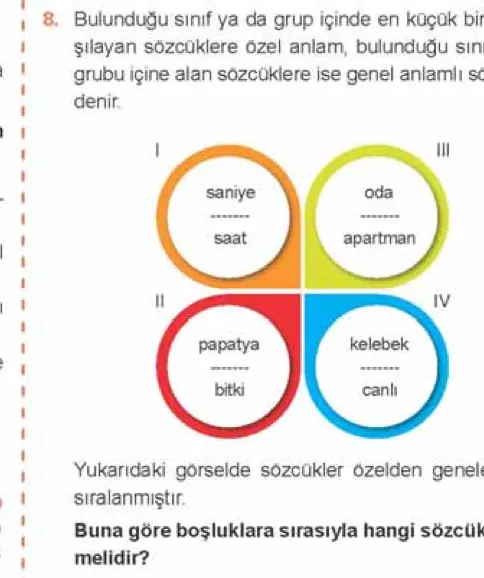 8. Bulunduğu sınıf ya da grup içinde en küçük bir
şılayan sözcüklere özel anlam, bulunduğu sını
grubu içine alan sözcüklere ise genel anlamlı sö
denir.
I
saniye
-------
saat
III
oda
-------
apartman
II
papatya
-------
bitki
IV
kelebek
-------
canlı
Yukarıdaki görselde sözcükler özelden genele
sıralanmıştır.
Buna göre boşluklara sırasıyla hangi sözcük
melidir?